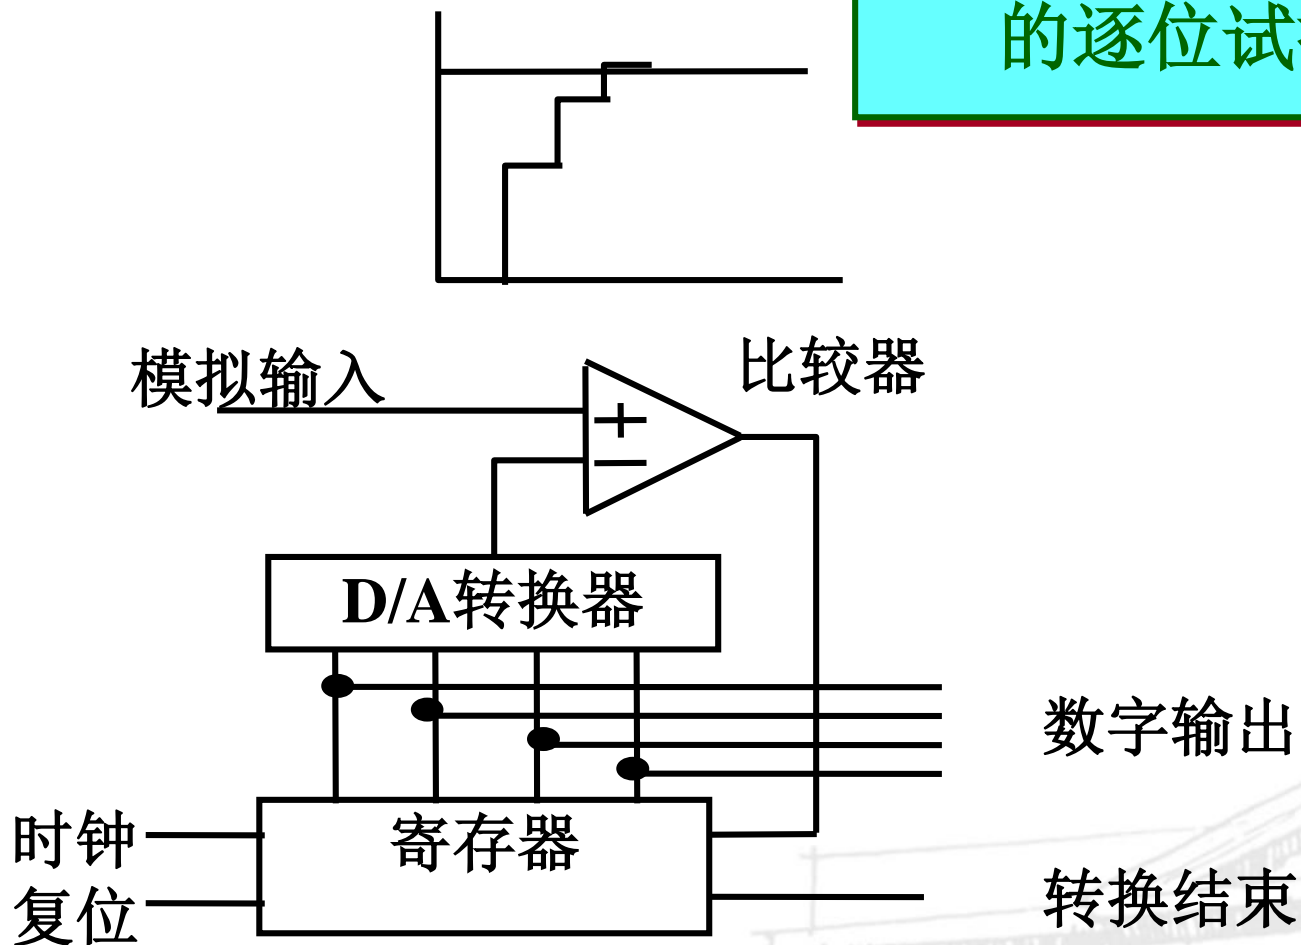 的逐位试
模拟输入
比较器
+
−
D/A转换器
数字输出
时钟
寄存器
复位
转换结束